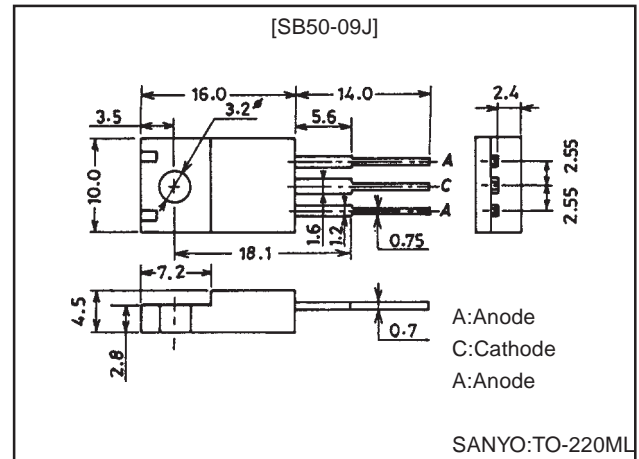 [SB50-09J]
16.0
14.0
2.4
3.5
3.2ø
5.6
10.0
A
C
A
2.55
2.55
1.6
1.2
0.75
18.1
7.2
4.5
2.8
0.7
A:Anode
C:Cathode
A:Anode
SANYO:TO-220ML